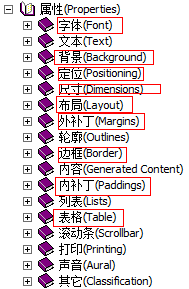 属性(Properties)
字体(Font)
文本(Text)
背景(Background)
定位(Positioning)
尺寸(Dimensions)
布局(Layout)
外补丁(Margins)
轮廓(Outlines)
边框(Border)
内容(Generated Content)
内补丁(Paddings)
列表(Lists)
表格(Table)
滚动条(Scrollbar)
打印(Printing)
声音(Aural)
其它(Classification)